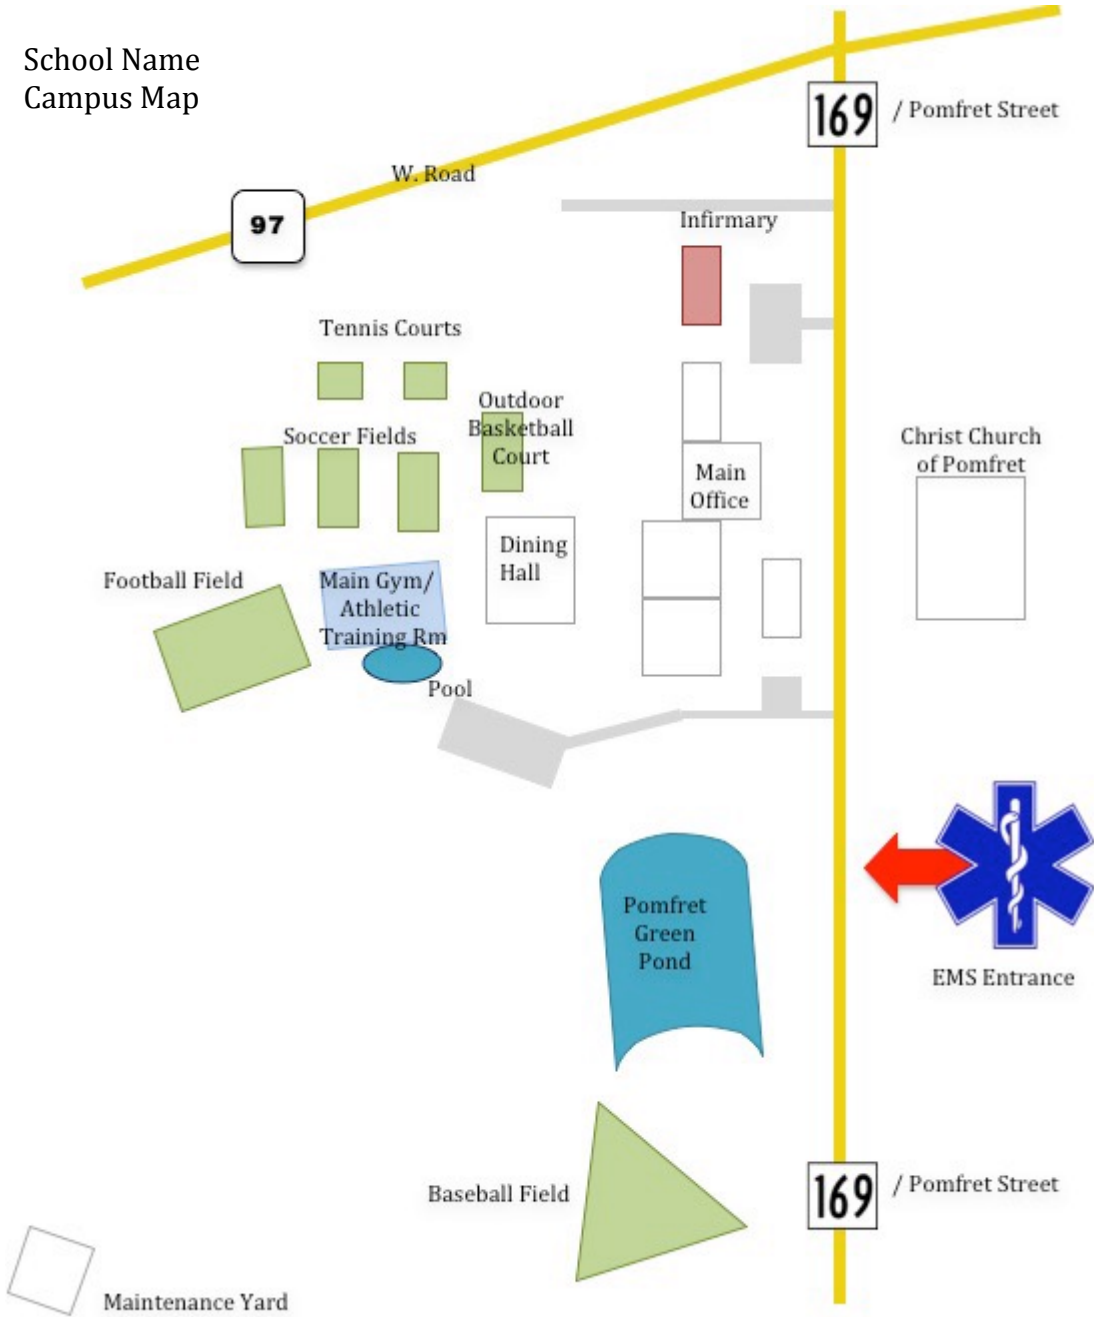 School Name
Campus Map
169
/ Pomfret Street
W. Road
97
Infirmary
Tennis Courts
Outdoor
Basketball
Court
Soccer Fields
Christ Church
of Pomfret
Main
Office
Dining
Hall
Football Field
Main Gym/
Athletic
Training Rm
Pool
Pomfret
Green
Pond
EMS Entrance
169
/ Pomfret Street
Baseball Field
Maintenance Yard